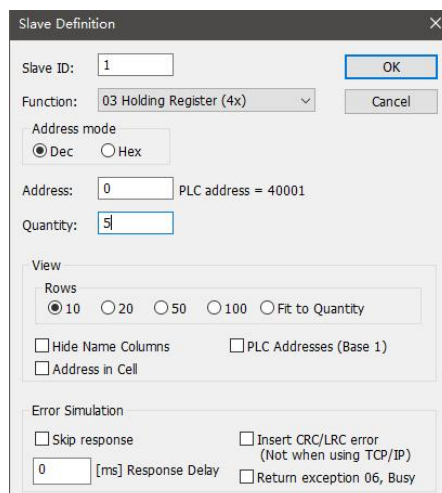 Slave Definition
Slave ID: 1
OK
Function: 03 Holding Register (4x)
Cancel
Address mode
Dec Hex
Address: 0 PLC address = 40001
Quantity: 5
View
Rows
10 20 50 100 Fit to Quantity
Hide Name Columns PLC Addresses (Base 1)
Address in Cell
Error Simulation
Skip response Insert CRC/LRC error
(Not when using TCP/IP)
0 [ms] Response Delay
Return exception 06, Busy